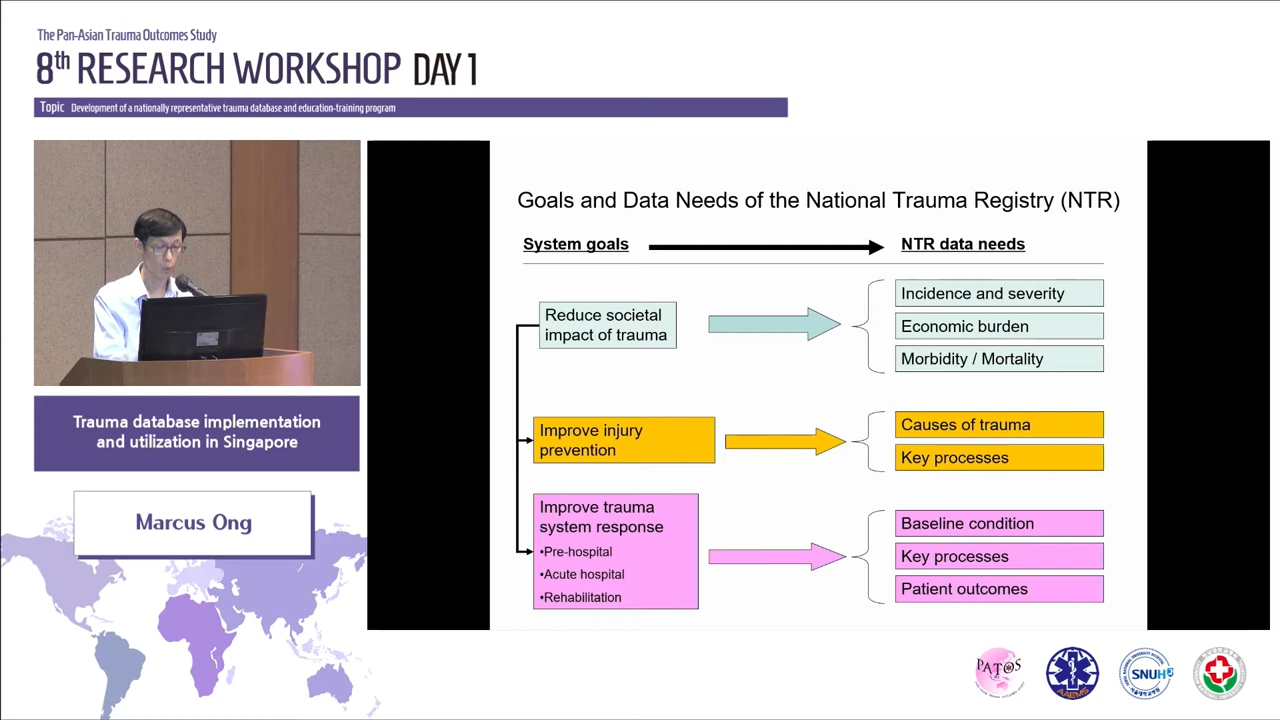 The Pan-Asian Trauma Outcomes Study
8th RESEARCH WORKSHOP DAY 1
Topic Development of a nationally representative trauma database and education-training program
Trauma database implementation
and utilization in Singapore
Marcus Ong
Goals and Data Needs of the National Trauma Registry (NTR)
System goals
NTR data needs
Reduce societal
impact of trauma
Incidence and severity
Economic burden
Morbidity / Mortality
Improve injury
prevention
Causes of trauma
Key processes
Improve trauma
system response
•Pre-hospital
•Acute hospital
•Rehabilitation
Baseline condition
Key processes
Patient outcomes
PATOS
AAEMS
SNUH